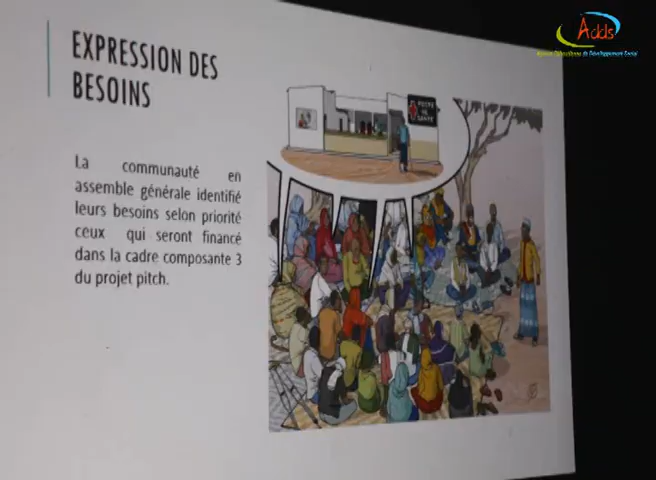 Adds
EXPRESSION DES
BESOINS
POSTE
DE
SANTE
La communauté en
assemble générale identifié
leurs besoins selon priorité
ceux qui seront financé
dans la cadre composante 3
du projet pitch.